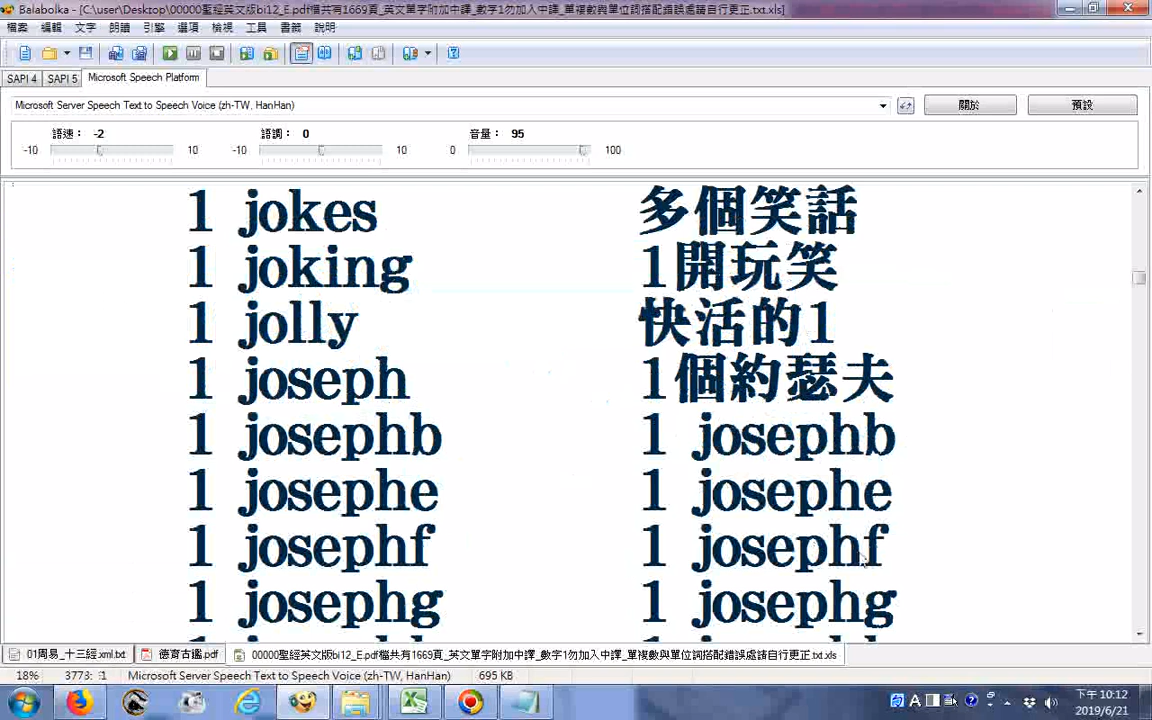 Balabolka - [C:\user\Desktop\00000聖經英文版bi12_E.pdf檔共有1669頁_英文單字附加中譯_數字1勿加入中譯_單複數與單位詞搭配錯誤處請自行更正.txt.xls]
檔案 編輯 文字 朗讀 引擎 選項 檢視 工具 書籤 說明
SAPI 4 SAPI 5 Microsoft Speech Platform
Microsoft Server Speech Text to Speech Voice (zh-TW, HanHan) 關於 預設
語速： -2 語調： 0 音量： 95
-10 10 -10 10 0 100
1 jokes 多個笑話
1 joking 1開玩笑
1 jolly 快活的1
1 joseph 1個約瑟夫
1 josephb 1 josephb
1 josephe 1 josephe
1 josephf 1 josephf
1 josephg 1 josephg
01周易_十三經.xml.txt 德育古鑑.pdf 00000聖經英文版bi12_E.pdf檔共有1669頁_英文單字附加中譯_數字1勿加入中譯_單複數與單位詞搭配錯誤處請自行更正.txt.xls
18% 3773: :1 Microsoft Server Speech Text to Speech Voice (zh-TW, HanHan) 695 KB
下午 10:12
2019/6/21